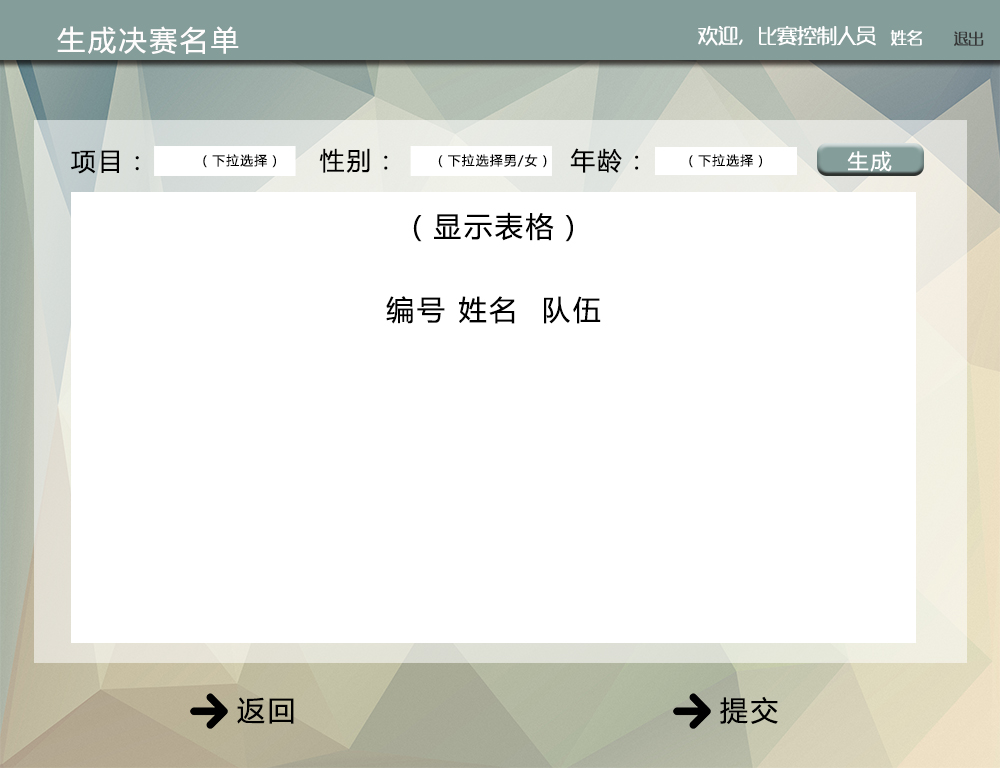 生成决赛名单
欢迎，比赛控制人员 姓名 退出
项目：（下拉选择） 性别：（下拉选择男/女） 年龄：（下拉选择） 生成
（显示表格）
编号 姓名 队伍
返回 提交